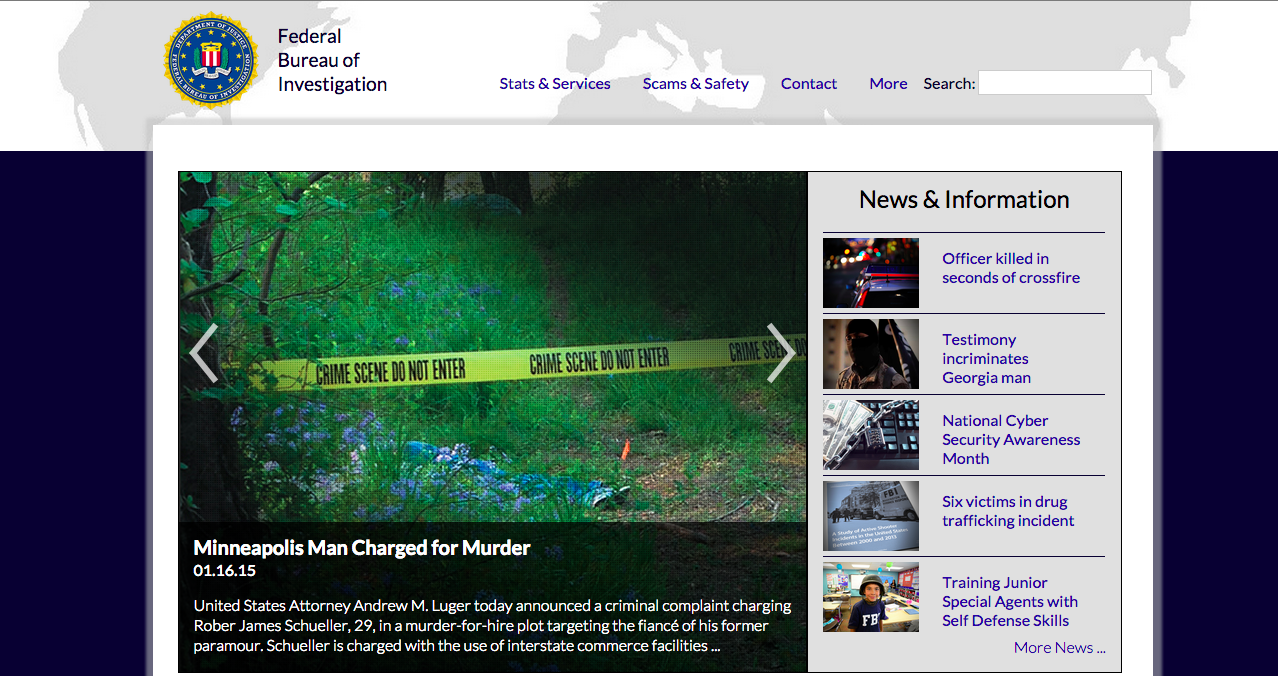 DEPARTMENT OF JUSTICE
FEDERAL BUREAU OF INVESTIGATION
Federal
Bureau of
Investigation
Stats & Services
Scams & Safety
Contact
More
Search:
CRIME SCENE DO NOT ENTER
CRIME SCENE DO NOT ENTER
CRIME SCENE DO
Minneapolis Man Charged for Murder
01.16.15
United States Attorney Andrew M. Luger today announced a criminal complaint charging
Rober James Schueller, 29, in a murder-for-hire plot targeting the fiancé of his former
paramour. Schueller is charged with the use of interstate commerce facilities ...
News & Information
Officer killed in
seconds of crossfire
Testimony
incriminates
Georgia man
National Cyber
Security Awareness
Month
FBI
A Study of Active Shooter
Incidents in the United States
Between 2000 and 2013
Six victims in drug
trafficking incident
FBI
Training Junior
Special Agents with
Self Defense Skills
More News ...